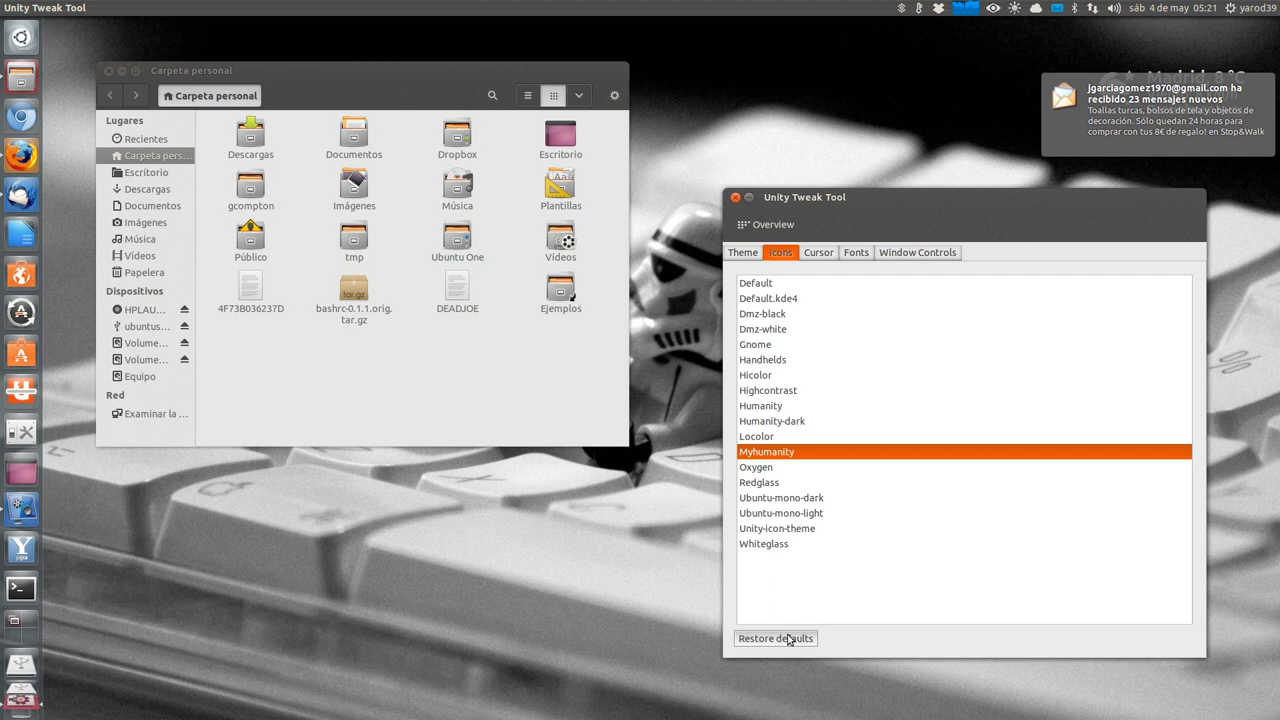 Unity Tweak Tool
sáb 4 de may 05:21
yarod39
Carpeta personal
Carpeta personal
Lugares
Recientes
Carpeta pers...
Escritorio
Descargas
Documentos
Imágenes
Música
Vídeos
Papelera
Dispositivos
HPLAU...
ubuntus...
Volume...
Volume...
Equipo
Red
Examinar la ...
Descargas
Documentos
Dropbox
Escritorio
gcompton
Imágenes
Música
Plantillas
Público
tmp
Ubuntu One
Vídeos
4F73B036237D
tar.gz
bashrc-0.1.1.orig.
tar.gz
DEADJOE
Ejemplos
Madrid 8 °C
jgarciagomez1970@gmail.com ha
recibido 23 mensajes nuevos
Toallas turcas, bolsos de tela y objetos de
decoración. Sólo quedan 24 horas para
comprar con tus 8€ de regalo! en Stop&Walk
Unity Tweak Tool
Overview
Theme
Icons
Cursor
Fonts
Window Controls
Default
Default.kde4
Dmz-black
Dmz-white
Gnome
Handhelds
Hicolor
Highcontrast
Humanity
Humanity-dark
Locolor
Myhumanity
Oxygen
Redglass
Ubuntu-mono-dark
Ubuntu-mono-light
Unity-icon-theme
Whiteglass
Restore defaults